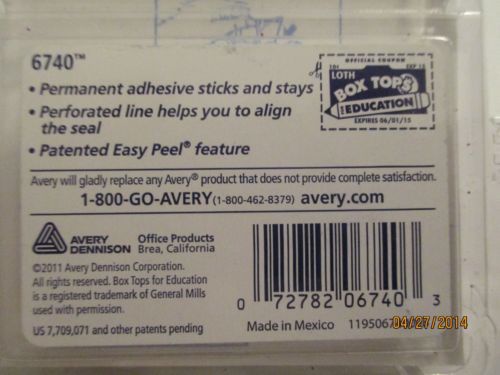 6740™
• Permanent adhesive sticks and stays
• Perforated line helps you to align
the seal
• Patented Easy Peel® feature
OFFICIAL COUPON
101 EXP 15
LOTH
BOX TOPS
FOR EDUCATION
EXPIRES 06/01/15
Avery will gladly replace any Avery® product that does not provide complete satisfaction.
1-800-GO-AVERY (1-800-462-8379) avery.com
AVERY
DENNISON
Office Products
Brea, California
©2011 Avery Dennison Corporation.
All rights reserved. Box Tops for Education
is a registered trademark of General Mills
used with permission.
US 7,709,071 and other patents pending
0 72782 06740 3
Made in Mexico 1195067
04/27/2014